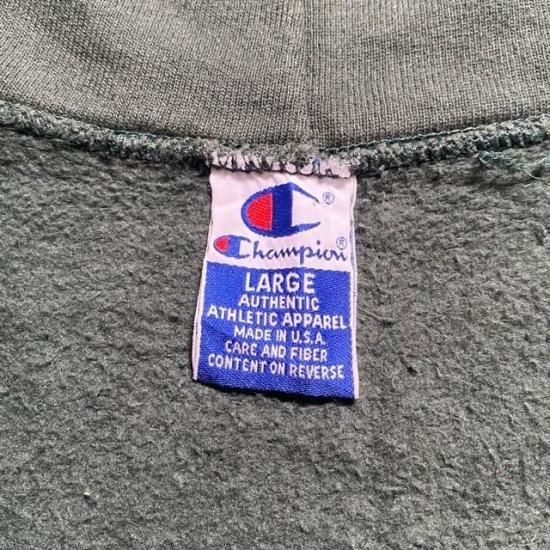 ®
Champion®
LARGE
AUTHENTIC
ATHLETIC APPAREL
MADE IN U.S.A.
CARE AND FIBER
CONTENT ON REVERSE